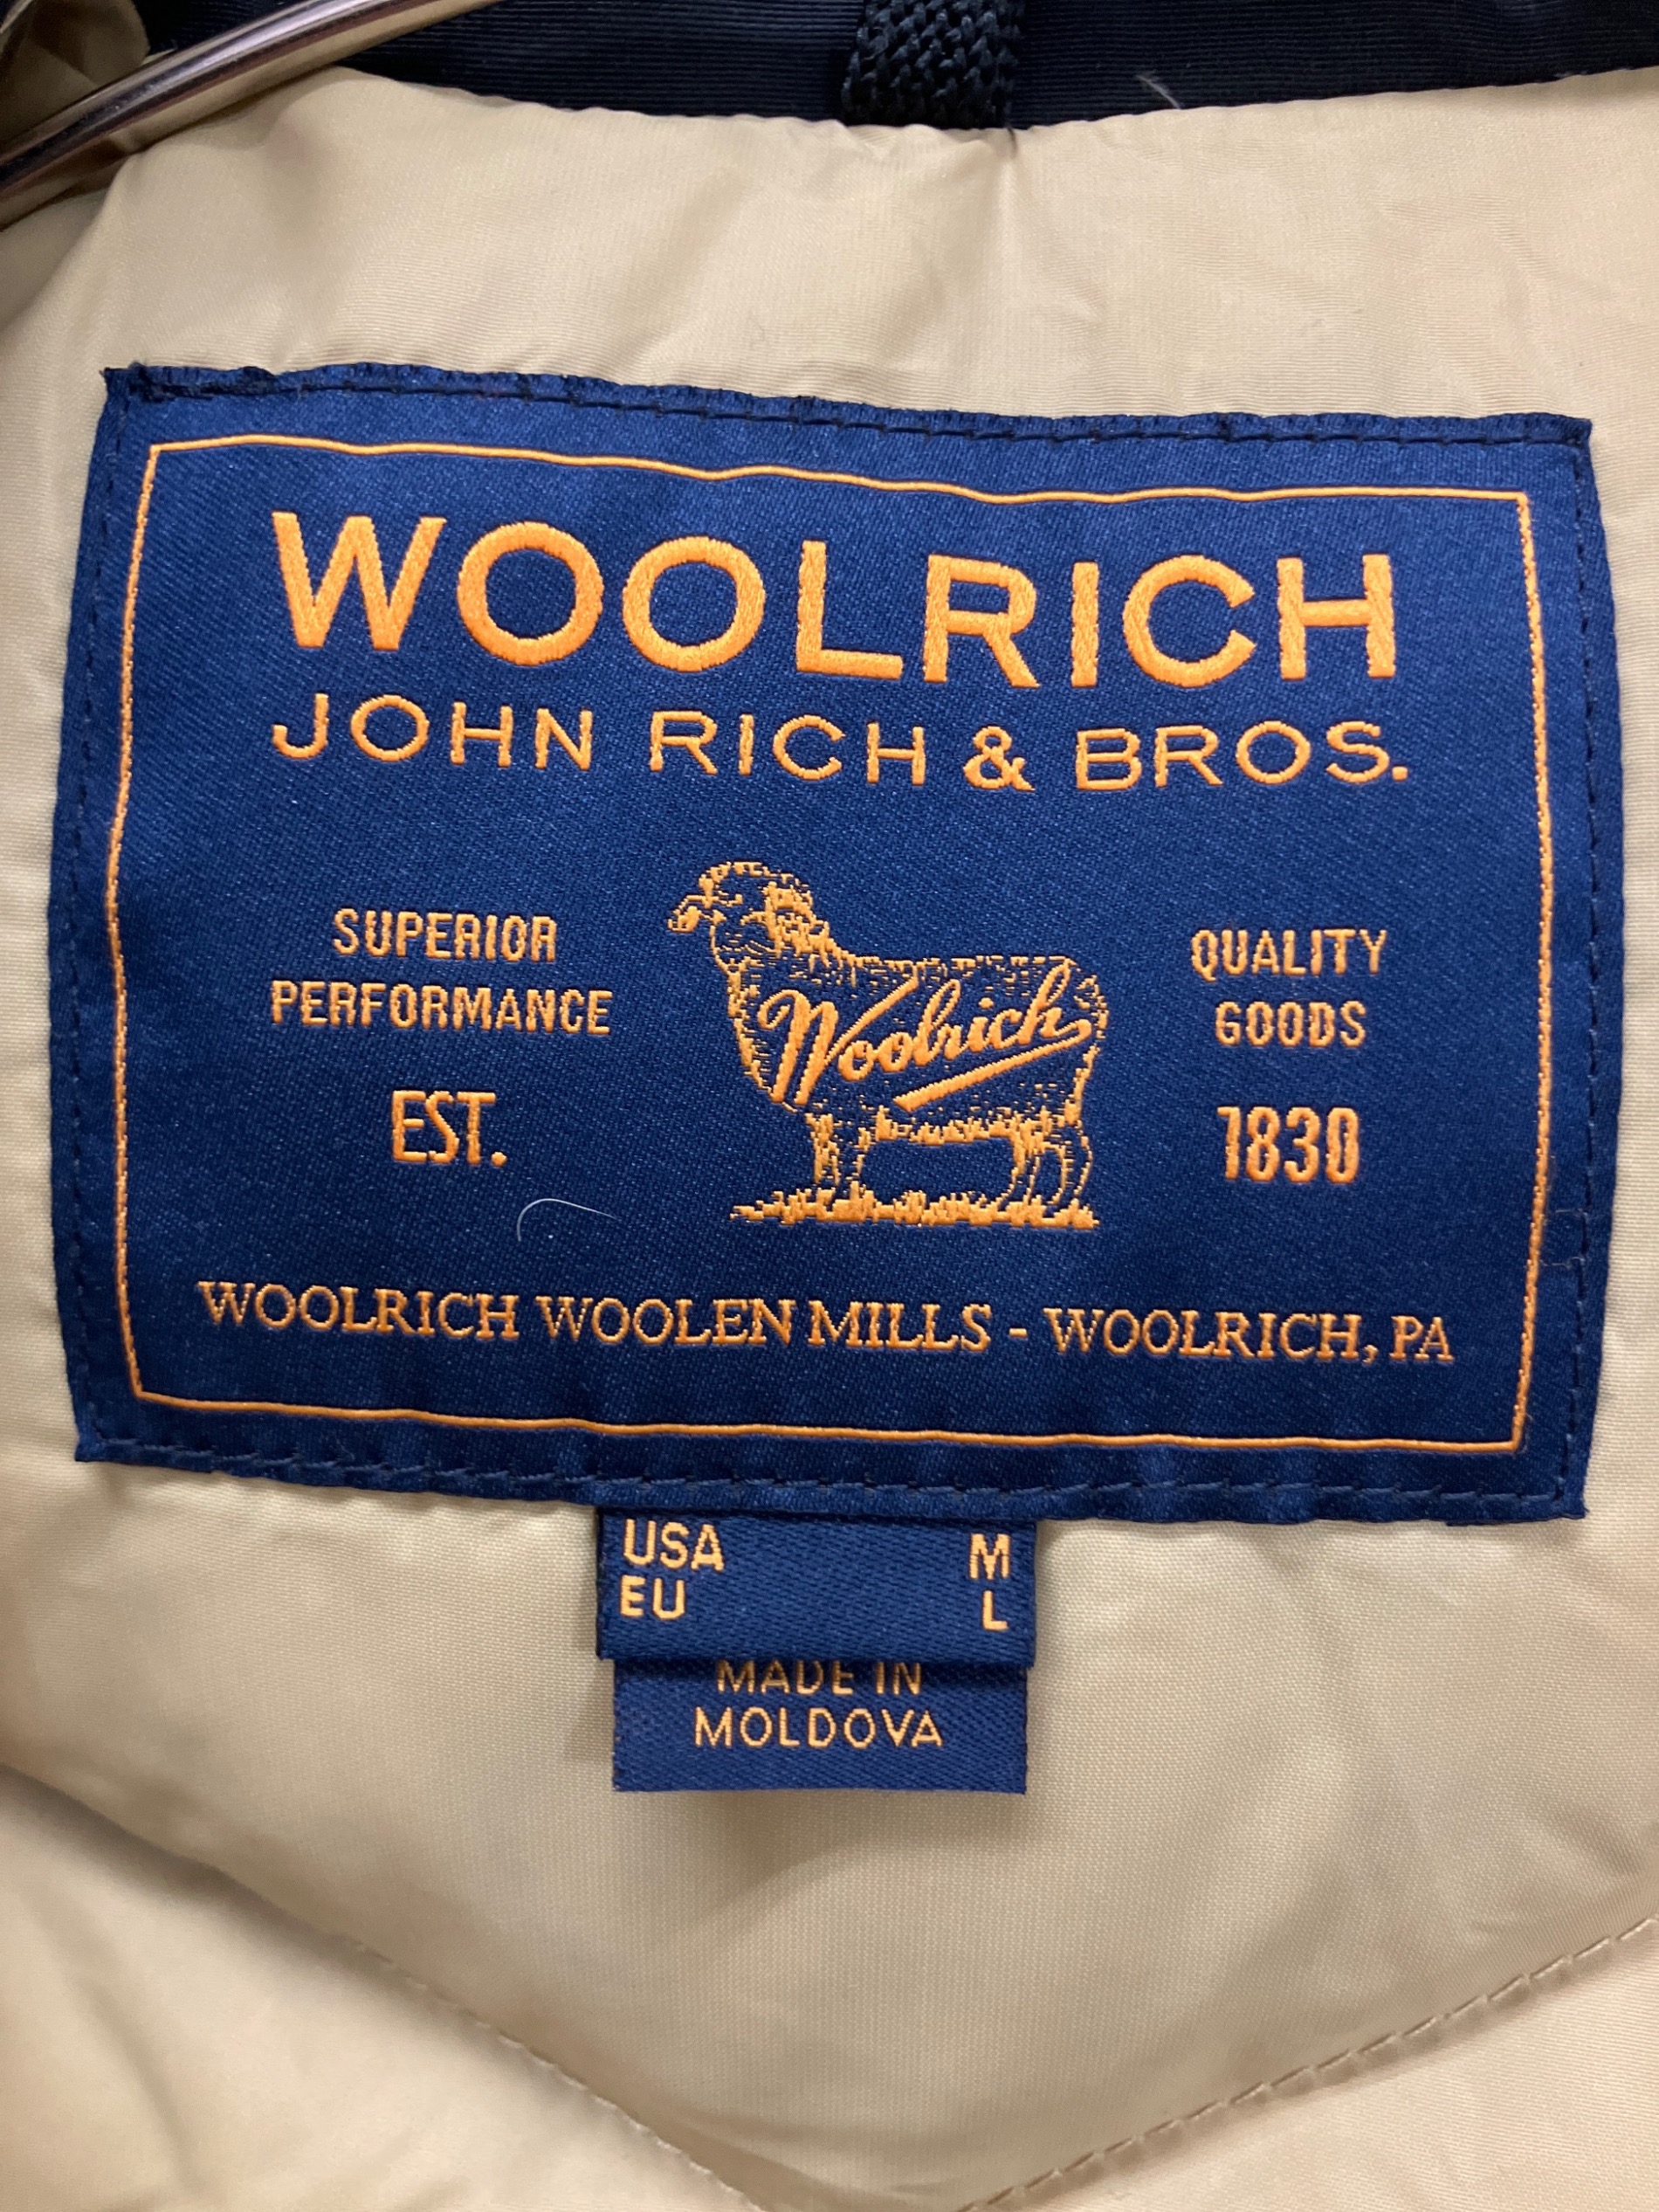 WOOLRICH
JOHN RICH & BROS.
SUPERIOR
PERFORMANCE
EST.
Woolrich
QUALITY
GOODS
1830
WOOLRICH WOOLEN MILLS - WOOLRICH, PA
USA M
EU L
MADE IN
MOLDOVA